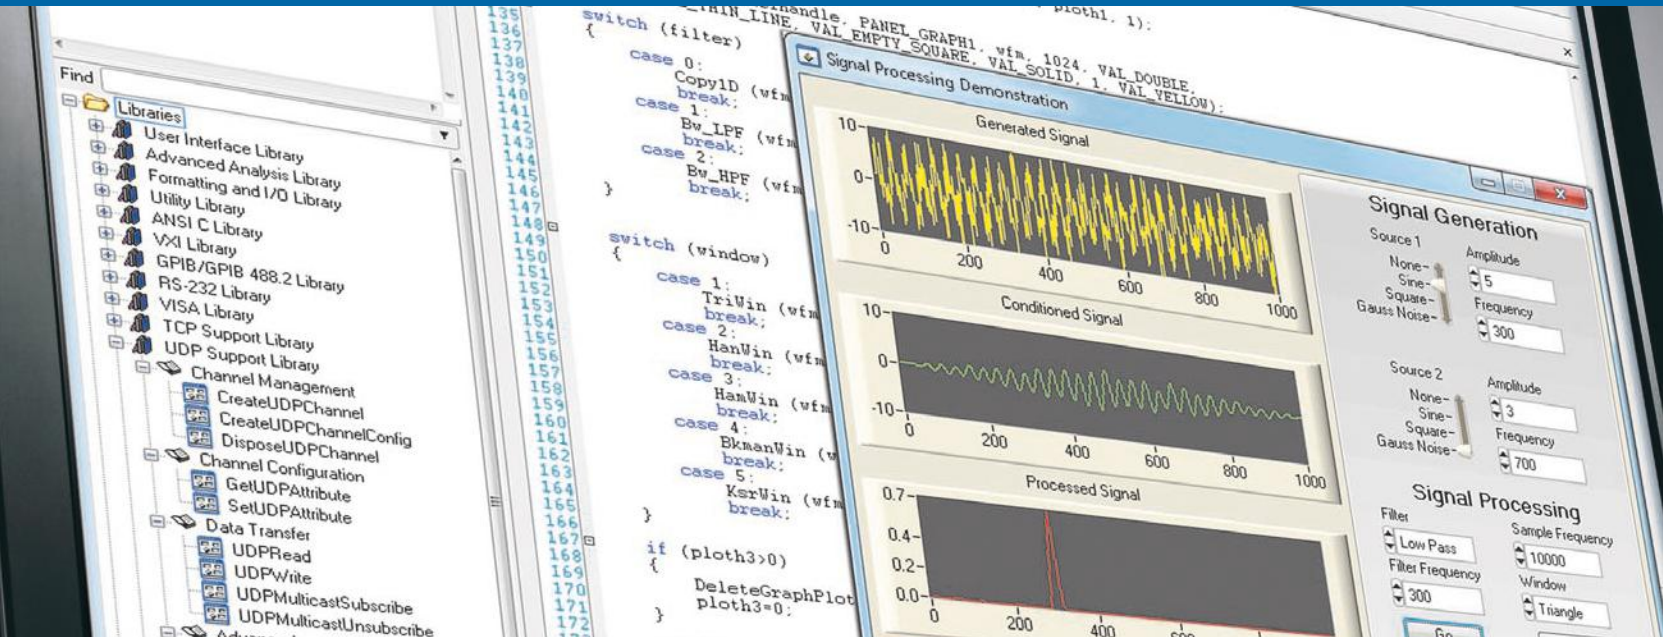 Find
Libraries
User Interface Library
Advanced Analysis Library
Formatting and I/O Library
Utility Library
ANSI C Library
VXI Library
GPIB/GPIB 488.2 Library
RS-232 Library
VISA Library
TCP Support Library
UDP Support Library
Channel Management
CreateUDPChannel
CreateUDPChannelConfig
DisposeUDPChannel
Channel Configuration
GetUDPAttribute
SetUDPAttribute
Data Transfer
UDPRead
UDPWrite
UDPMulticastSubscribe
UDPMulticastUnsubscribe
135
136
137
138
139
140
141
142
143
144
145
146
147
148
149
150
151
152
153
154
155
156
157
158
159
160
161
162
163
164
165
166
167
168
169
170
171
172
PANEL_GRAPH1, wfm, 1024, VAL_DOUBLE,
VAL_EMPTY_SQUARE, VAL_SOLID, 1, VAL_YELLOW);
ploth1, 1);
switch (filter)
{
case 0:
Copy1D (wfm
break;
case 1:
Bw_LPF (wfm
break;
case 2:
Bw_HPF (wfm
break;
}
switch (window)
{
case 1:
TriWin (wfm
break;
case 2:
HanWin (wfm
break;
case 3:
HamWin (wfm
break;
case 4:
BkmanWin (w
break;
case 5:
KsrWin (wfm
break;
}
if (ploth3>0)
{
DeleteGraphPlot
ploth3=0;
}
Signal Processing Demonstration
Generated Signal
10
0
-10
0 200 400 600 800 1000
Conditioned Signal
10
0
-10
0 200 400 600 800 1000
Processed Signal
0.7
0.4
0.2
0.0
0 200 400
Signal Generation
Source 1
None
Sine
Square
Gauss Noise
Amplitude
5
Frequency
300
Source 2
None
Sine
Square
Gauss Noise
Amplitude
3
Frequency
700
Signal Processing
Filter
Low Pass
Sample Frequency
10000
Filter Frequency
300
Window
Triangle
Go